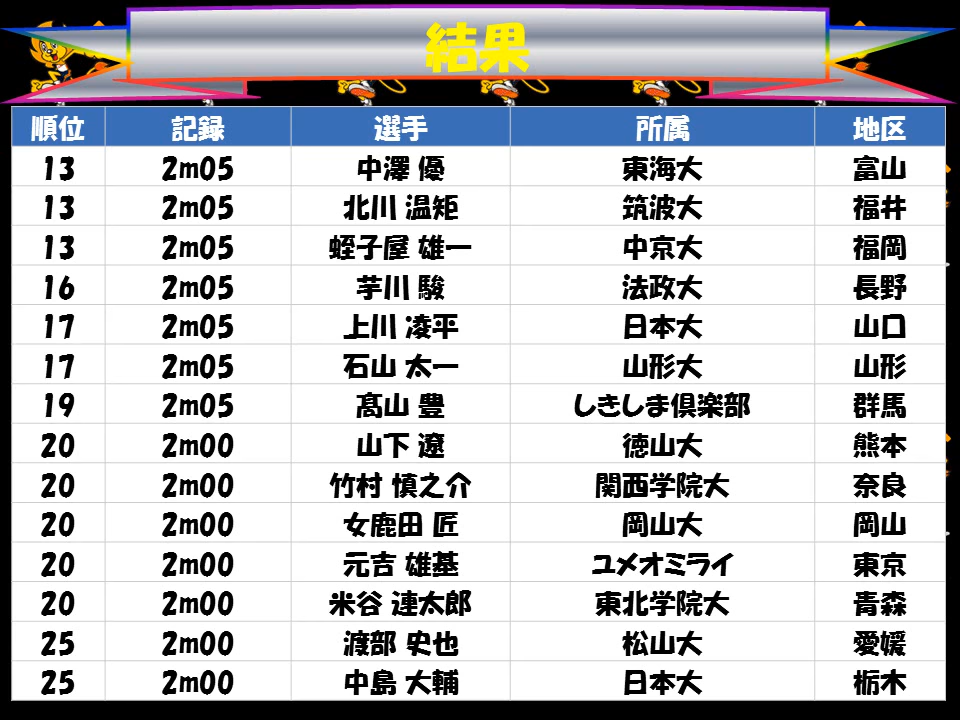 結果
順位 記録 選手 所属 地区
13 2m05 中澤 優 東海大 富山
13 2m05 北川 温矩 筑波大 福井
13 2m05 蛭子屋 雄一 中京大 福岡
16 2m05 芋川 駿 法政大 長野
17 2m05 上川 凌平 日本大 山口
17 2m05 石山 太一 山形大 山形
19 2m05 髙山 豊 しきしま倶楽部 群馬
20 2m00 山下 遼 徳山大 熊本
20 2m00 竹村 慎之介 関西学院大 奈良
20 2m00 女鹿田 匠 岡山大 岡山
20 2m00 元吉 雄基 ユメオミライ 東京
20 2m00 米谷 連太郎 東北学院大 青森
25 2m00 渡部 史也 松山大 愛媛
25 2m00 中島 大輔 日本大 栃木